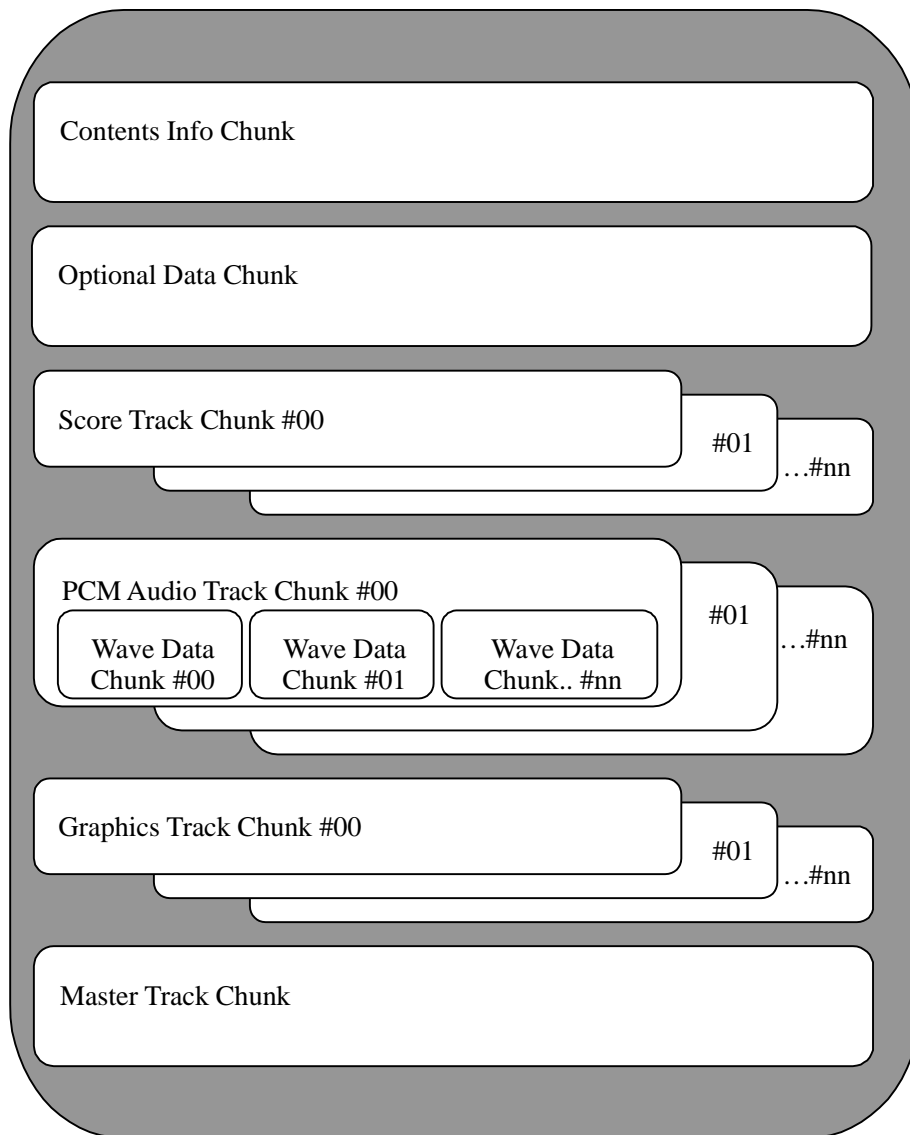 Contents Info Chunk
Optional Data Chunk
Score Track Chunk #00
#01
…#nn
PCM Audio Track Chunk #00
#01
…#nn
Wave Data
Chunk #00
Wave Data
Chunk #01
Wave Data
Chunk.. #nn
Graphics Track Chunk #00
#01
…#nn
Master Track Chunk